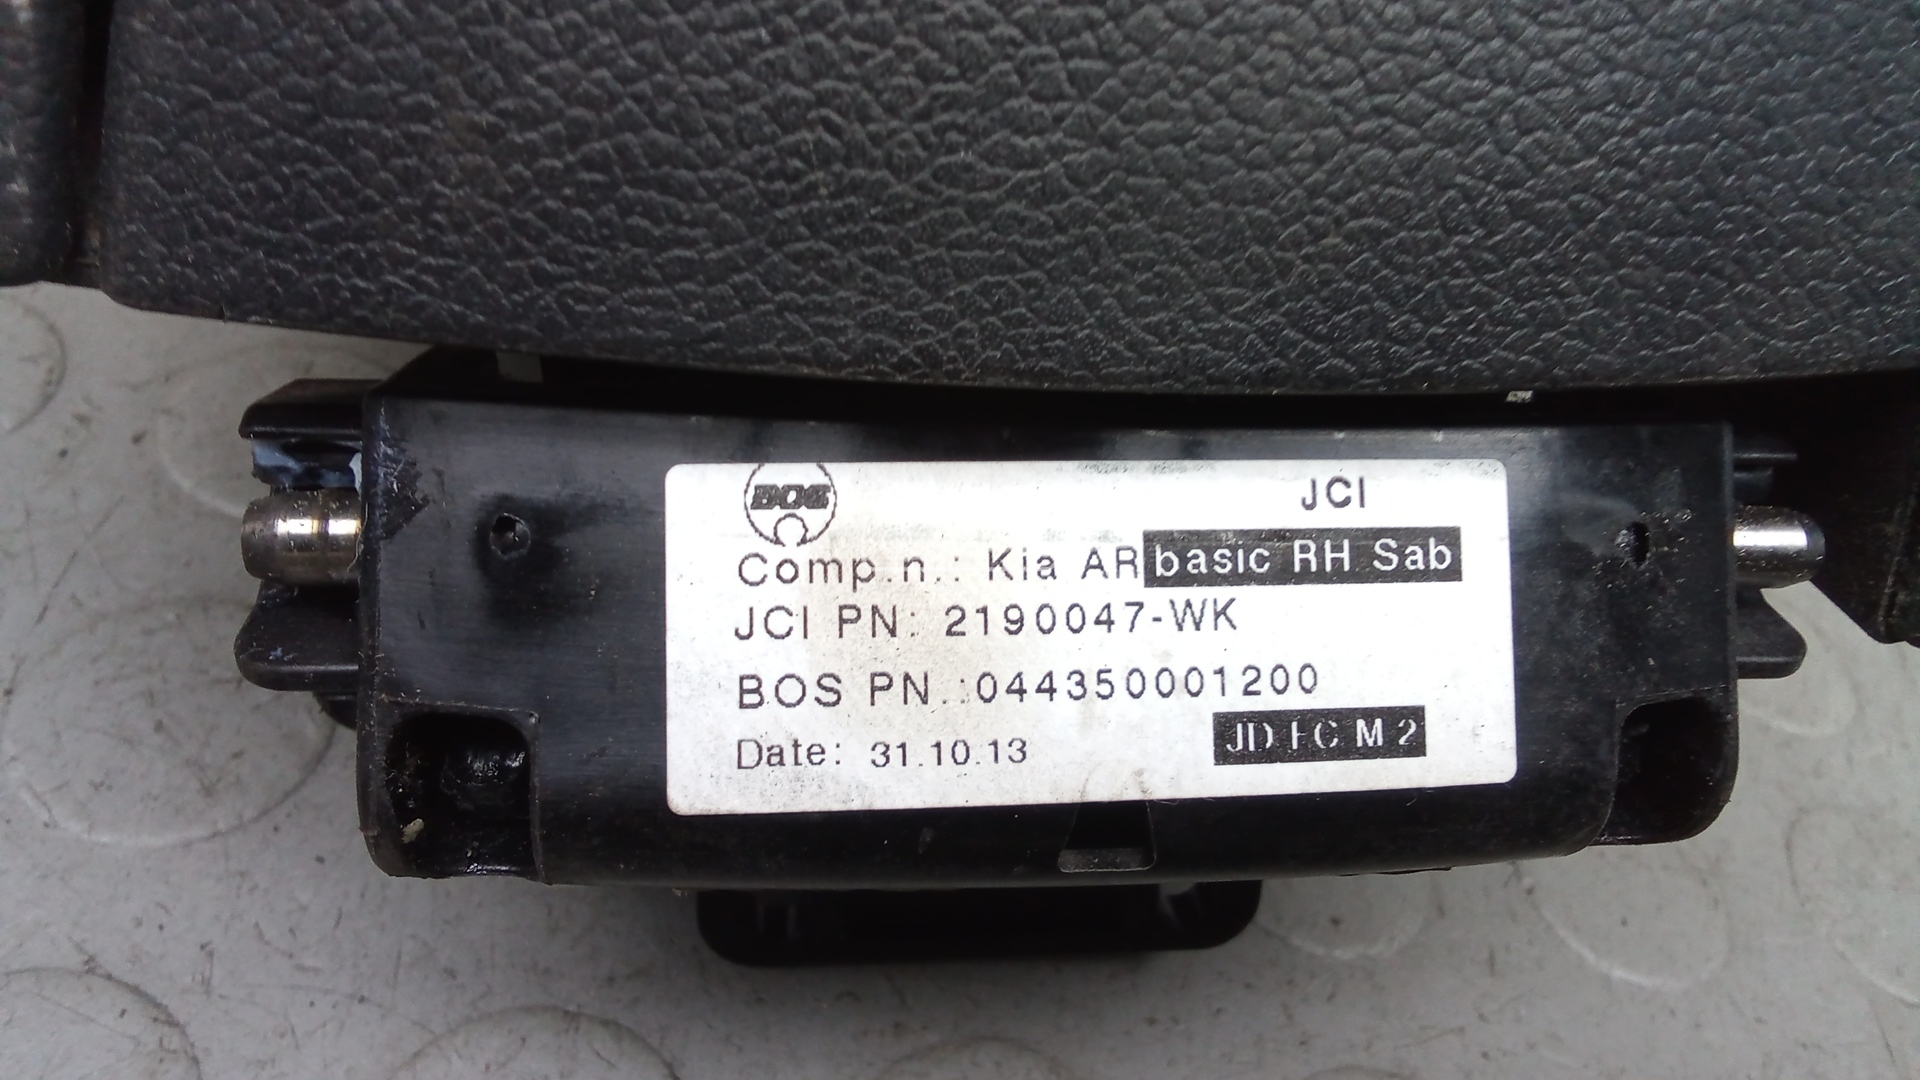 BOS
JCI
Comp.n.: Kia AR basic RH Sab
JCI PN: 2190047-WK
BOS PN.:044350001200
Date: 31.10.13
JD FC M 2